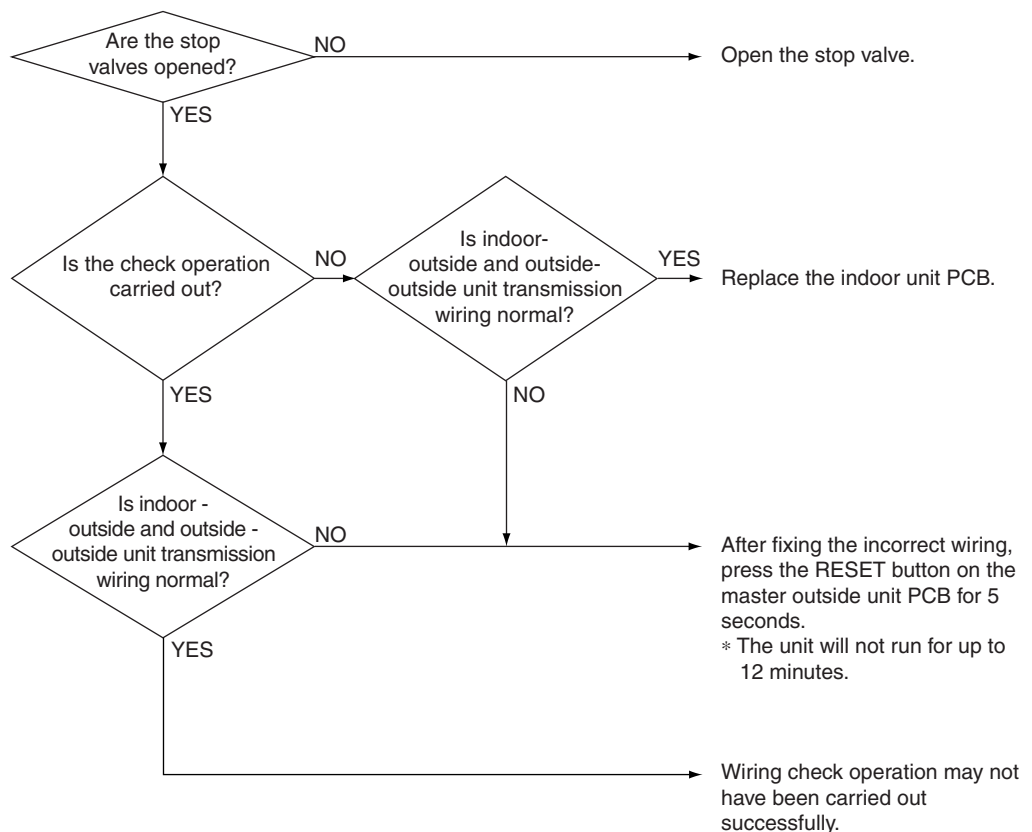 Are the stop
valves opened?
NO
Open the stop valve.
YES
Is the check operation
carried out?
NO
Is indoor-
outside and outside-
outside unit transmission
wiring normal?
YES
Replace the indoor unit PCB.
YES
NO
Is indoor -
outside and outside -
outside unit transmission
wiring normal?
NO
After fixing the incorrect wiring,
press the RESET button on the
master outside unit PCB for 5
seconds.
* The unit will not run for up to
12 minutes.
YES
Wiring check operation may not
have been carried out
successfully.